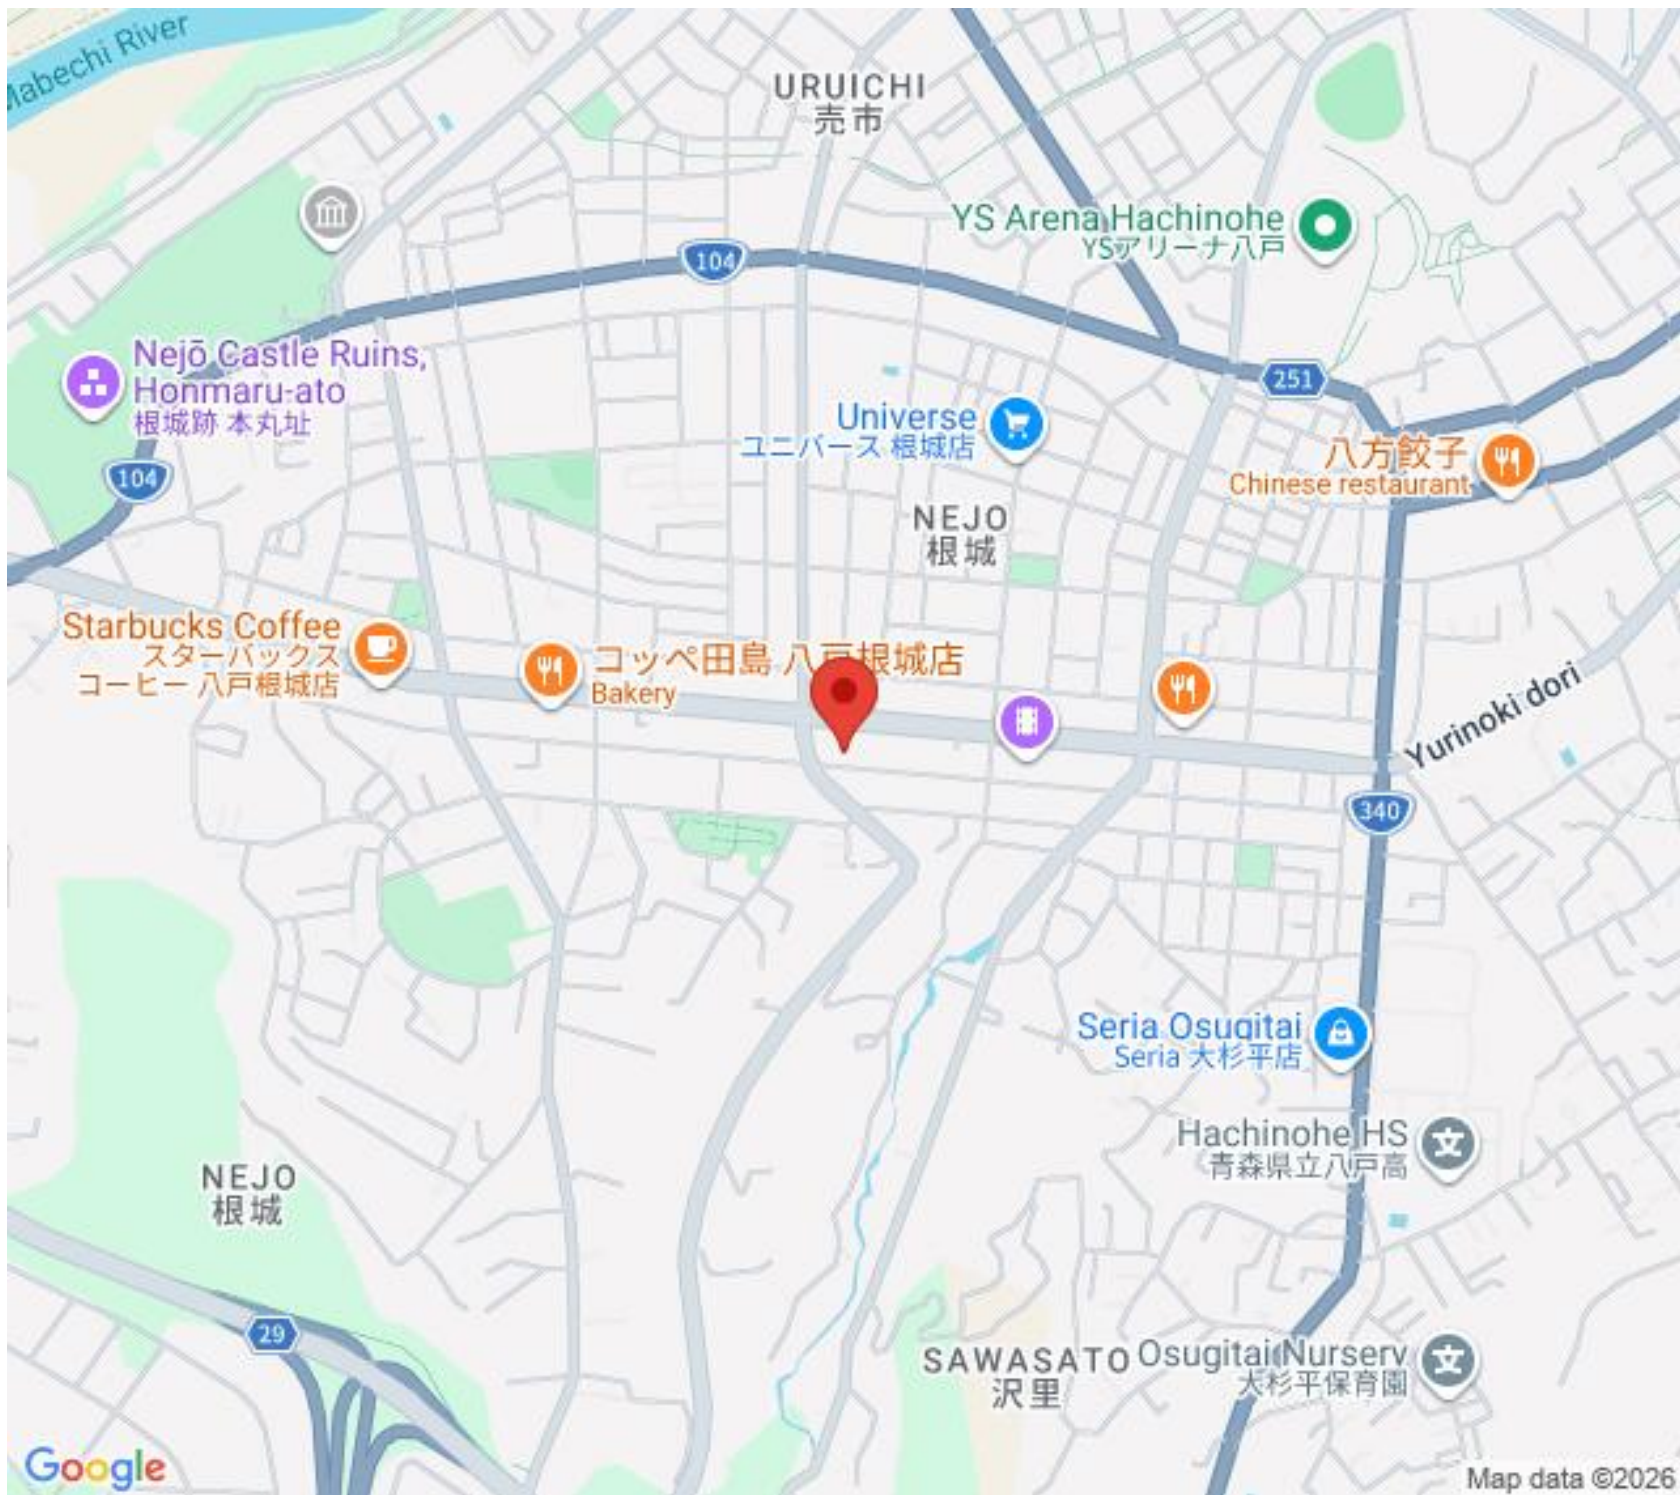 Mabechi River
URUICHI
売市
YS Arena Hachinohe
YSアリーナ八戸
104
Nejō Castle Ruins,
Honmaru-ato
根城跡 本丸址
251
Universe
ユニバース 根城店
八方餃子
Chinese restaurant
104
NEJO
根城
Starbucks Coffee
スターバックス
コーヒー 八戸根城店
コッペ田島 八戸根城店
Bakery
Yurinoki dori
340
Seria Osugitai
Seria 大杉平店
Hachinohe HS
青森県立八戸高
NEJO
根城
29
SAWASATO
沢里
Osugitai Nursery
大杉平保育園
Google
Map data ©2026